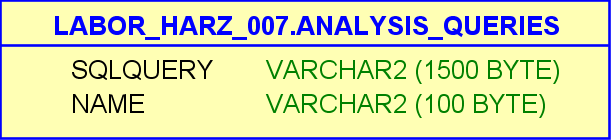 LABOR_HARZ_007.ANALYSIS_QUERIES
SQLQUERY VARCHAR2 (1500 BYTE)
NAME VARCHAR2 (100 BYTE)